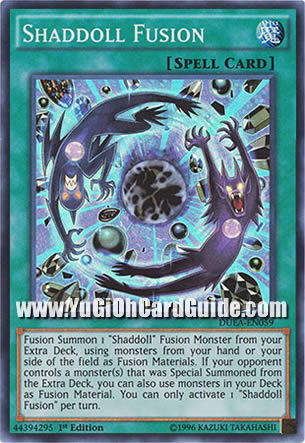 SHADDOLL FUSION
[SPELL CARD]
www.YuGiOhCardGuide.com
DUEA-EN059
Fusion Summon 1 "Shaddoll" Fusion Monster from your
Extra Deck, using monsters from your hand or your
side of the field as Fusion Materials. If your opponent
controls a monster(s) that was Special Summoned
from the Extra Deck, you can also use monsters in your Deck
as Fusion Material. You can only activate 1 "Shaddoll
Fusion" per turn.
44394295 1st Edition ©1996 KAZUKI TAKAHASHI